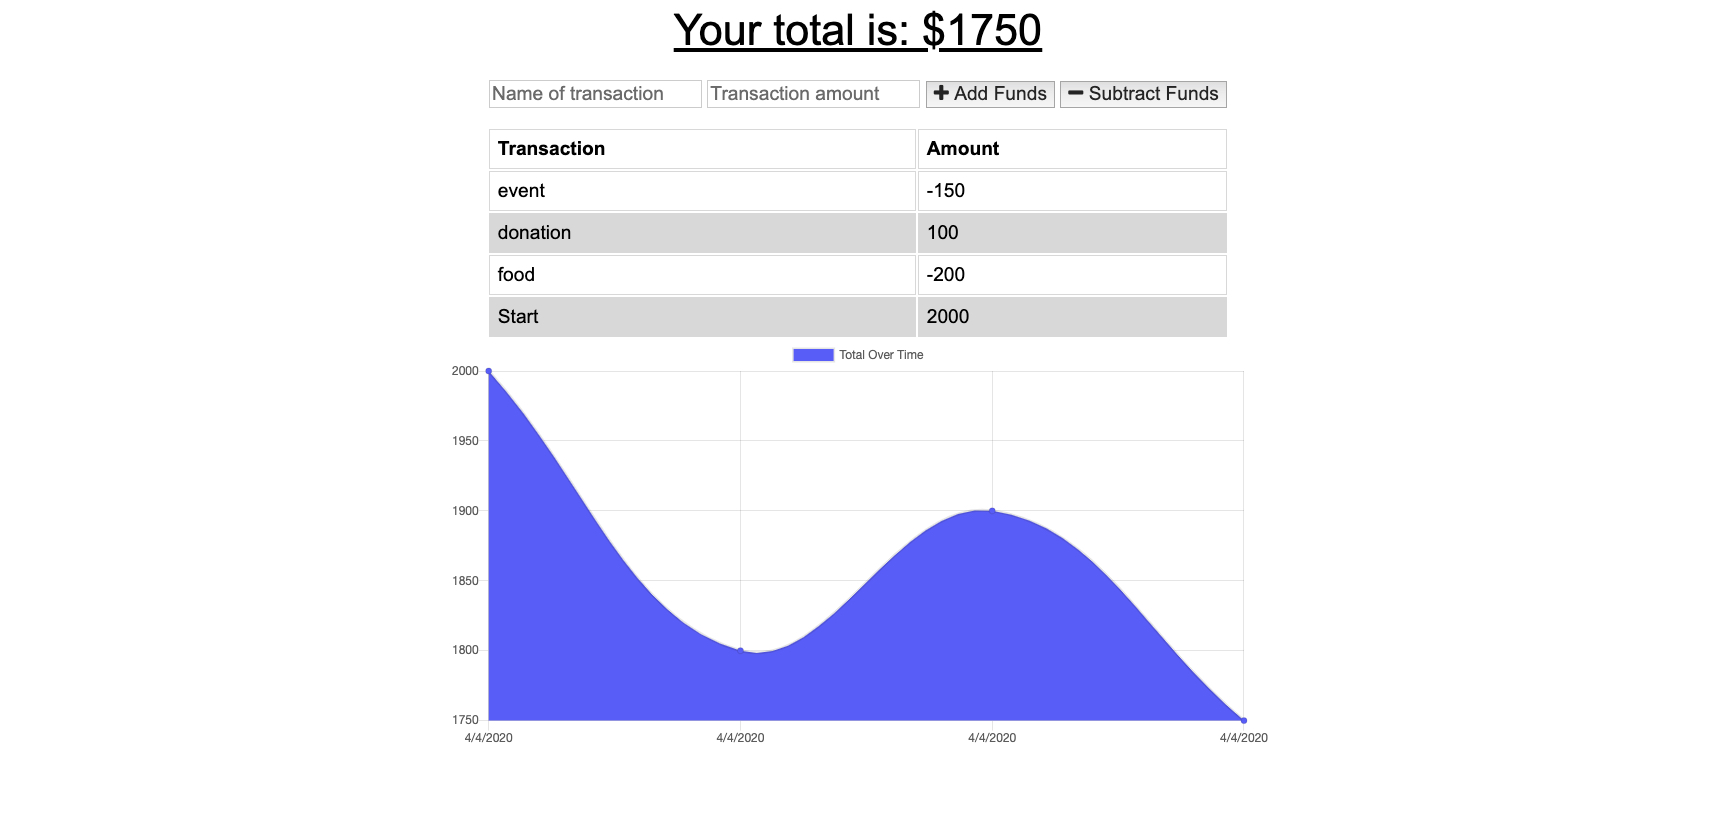 Your total is: $1750
Name of transaction Transaction amount Add Funds Subtract Funds
Transaction Amount
event -150
donation 100
food -200
Start 2000
Total Over Time
2000
1950
1900
1850
1800
1750
4/4/2020 4/4/2020 4/4/2020 4/4/2020